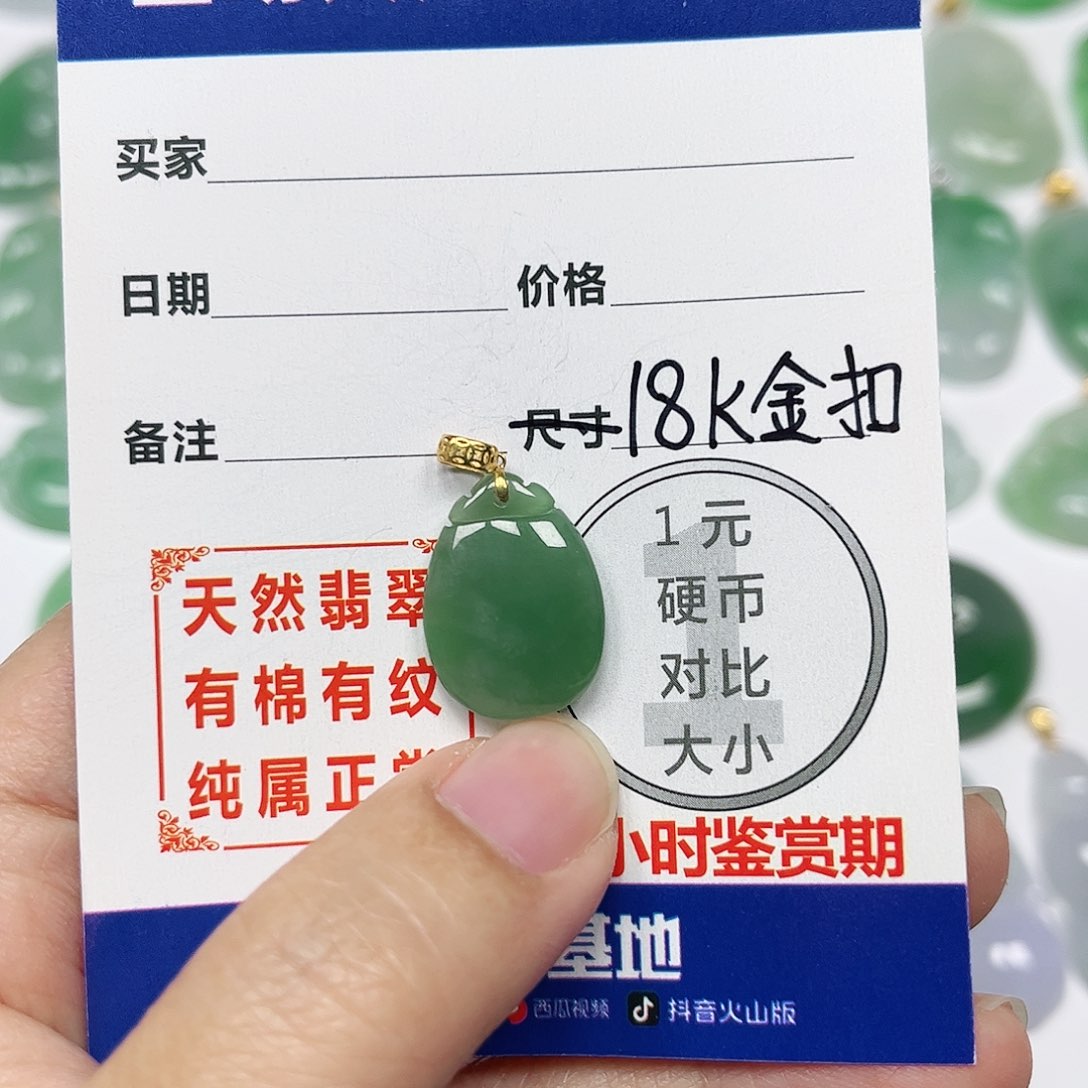 买家
日期 价格
备注 尺寸 18K金扣
天然翡翠
有棉有纹
纯属正常
1元
硬币
对比
大小
小时鉴赏期
基地
西瓜视频 抖音火山版